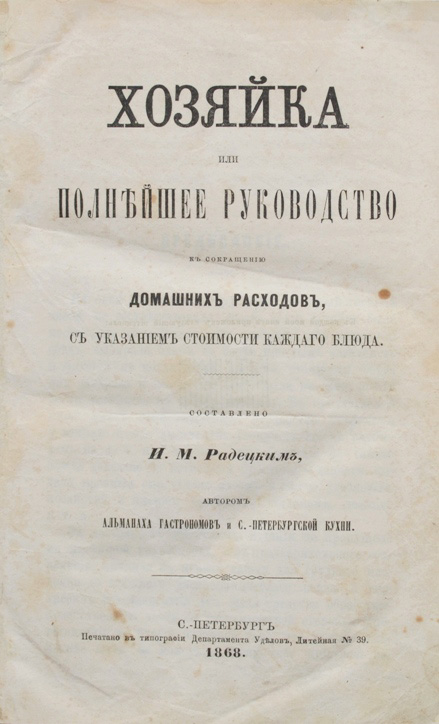 ХОЗЯЙКА
ИЛИ
ПОЛНѢЙШЕЕ РУКОВОДСТВО
КЪ СОКРАЩЕНІЮ
ДОМАШНИХЪ РАСХОДОВЪ,
СЪ УКАЗАНІЕМЪ СТОИМОСТИ КАЖДАГО БЛЮДА.
СОСТАВЛЕНО
И. М. Радецкимъ,
АВТОРОМЪ
АЛЬМАНАХА ГАСТРОНОМОВЪ и С.-ПЕТЕРБУРГСКОЙ КУХНИ.
С.-ПЕТЕРБУРГЪ
Печатано въ типографіи Департамента Удѣловъ, Литейная № 39.
1868.